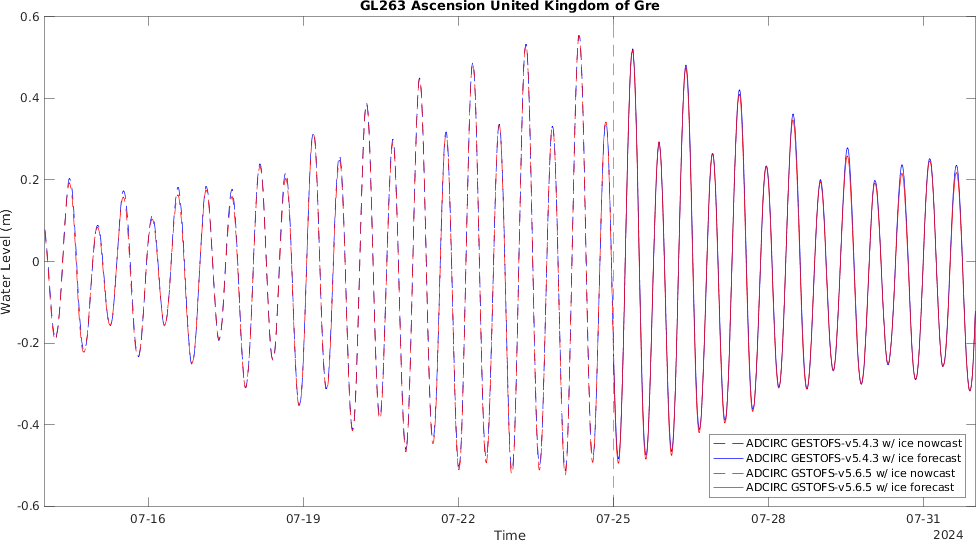 GL263 Ascension United Kingdom of Gre
0.6
0.4
0.2
0
-0.2
-0.4
-0.6
Water Level (m)
07-16
07-19
07-22
07-25
07-28
07-31
Time
2024
ADCIRC GESTOFS-v5.4.3 w/ ice nowcast
ADCIRC GESTOFS-v5.4.3 w/ ice forecast
ADCIRC GSTOFS-v5.6.5 w/ ice nowcast
ADCIRC GSTOFS-v5.6.5 w/ ice forecast